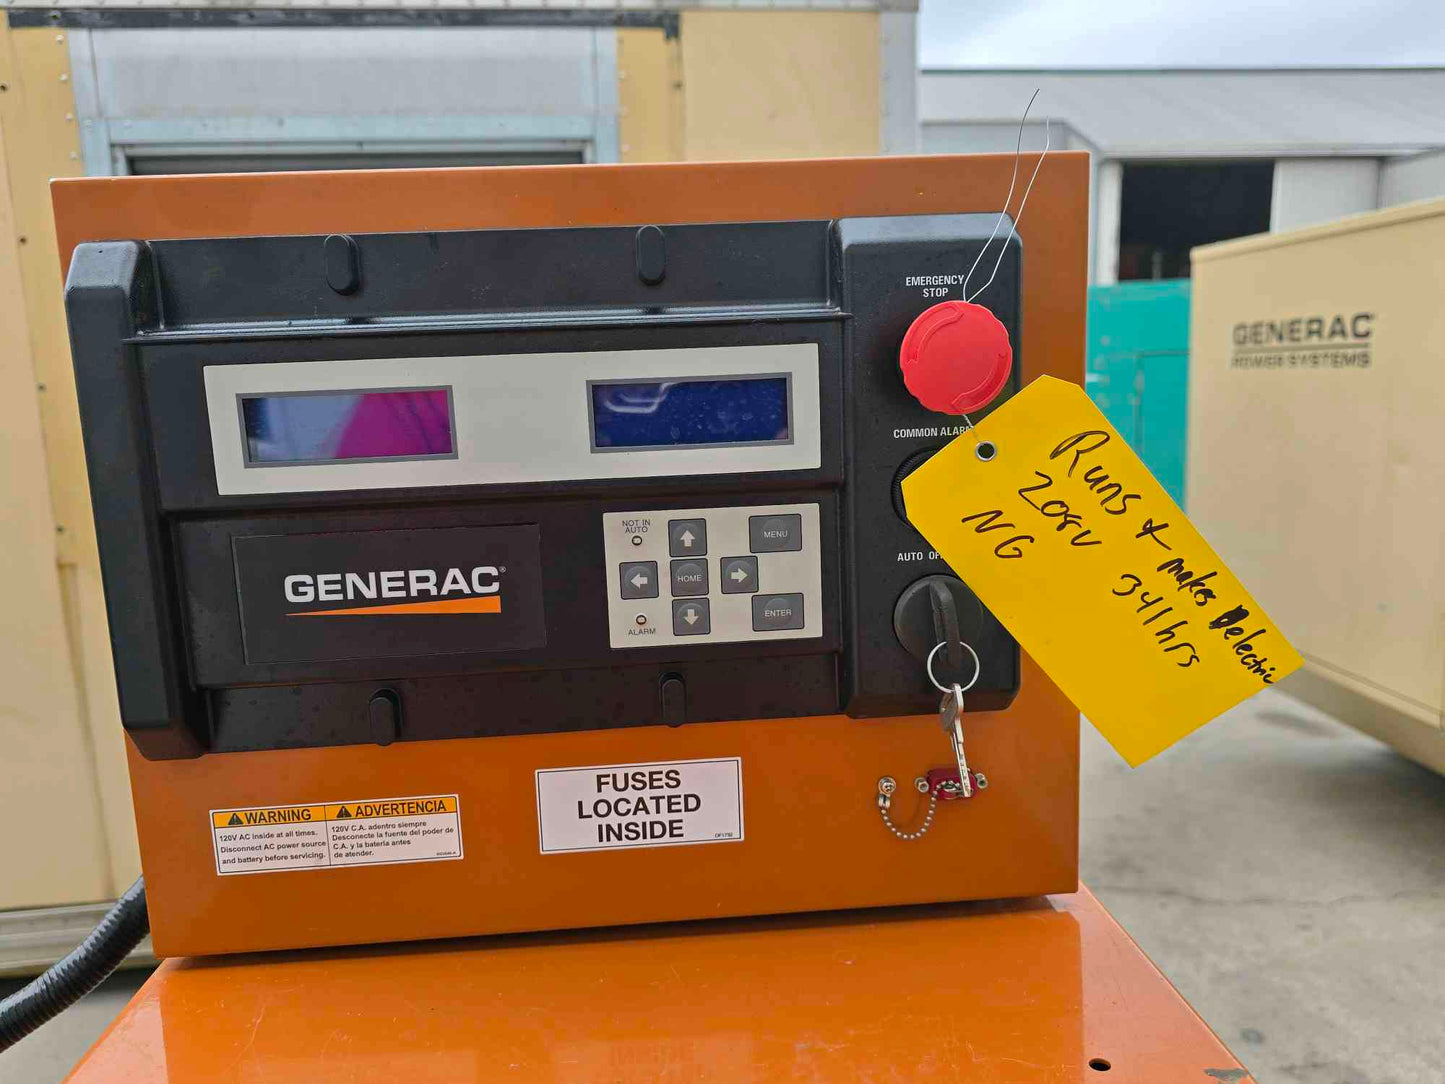 GENERAC
POWER SYSTEMS
EMERGENCY
STOP
COMMON ALARM
AUTO
NOT IN
AUTO
MENU
HOME
ENTER
ALARM
GENERAC
Runs & makes Electric
208V
341hrs
NG
WARNING
120V AC inside at all times.
Disconnect AC power source
and battery before servicing.
ADVERTENCIA
120V C.A. adentro siempre
Desconecte la fuente del poder de
C.A. y la bateria antes
de atender.
FUSES
LOCATED
INSIDE